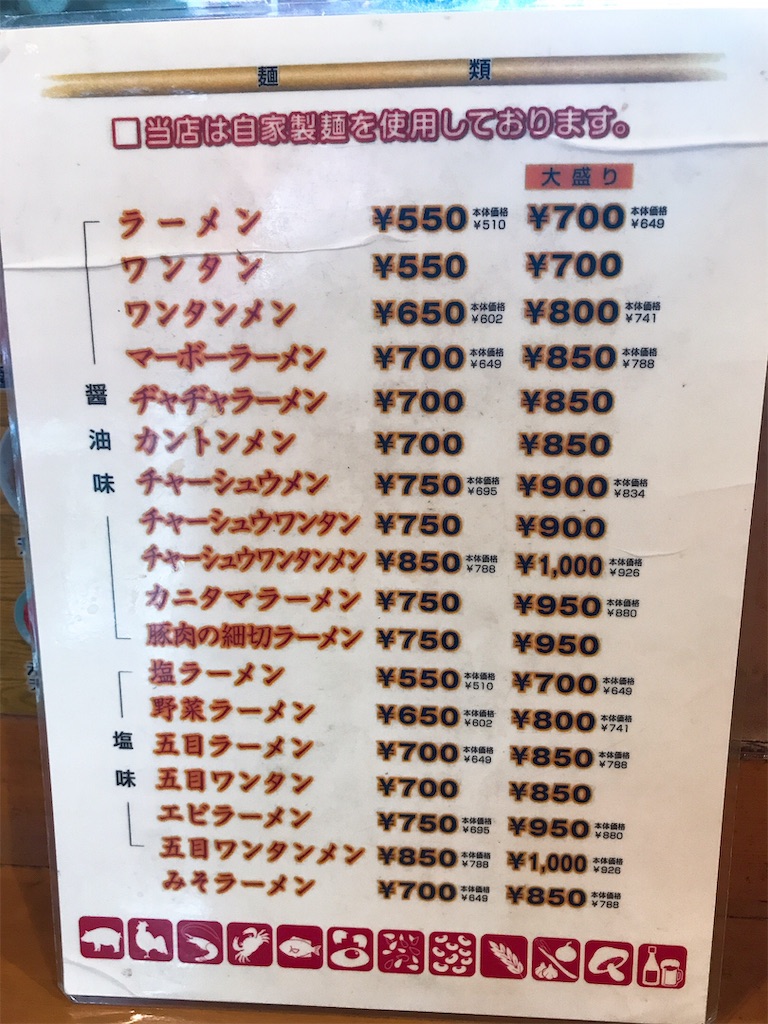 麺 類
□当店は自家製麺を使用しております。
大盛り
醤油味
ラーメン ¥550 本体価格 ¥510 ¥700 本体価格 ¥649
ワンタン ¥550 ¥700
ワンタンメン ¥650 本体価格 ¥602 ¥800 本体価格 ¥741
マーボーラーメン ¥700 本体価格 ¥649 ¥850 本体価格 ¥788
ヂャヂャラーメン ¥700 ¥850
カントンメン ¥700 ¥850
チャーシュウメン ¥750 本体価格 ¥695 ¥900 本体価格 ¥834
チャーシュウワンタン ¥750 ¥900
チャーシュウワンタンメン ¥850 本体価格 ¥788 ¥1,000 本体価格 ¥926
カニタマラーメン ¥750 ¥950 本体価格 ¥880
豚肉の細切ラーメン ¥750 ¥950
塩味
塩ラーメン ¥550 本体価格 ¥510 ¥700 本体価格 ¥649
野菜ラーメン ¥650 本体価格 ¥602 ¥800 本体価格 ¥741
五目ラーメン ¥700 本体価格 ¥649 ¥850 本体価格 ¥788
五目ワンタン ¥700 ¥850
エビラーメン ¥750 本体価格 ¥695 ¥950 本体価格 ¥880
五目ワンタンメン ¥850 本体価格 ¥788 ¥1,000 本体価格 ¥926
みそラーメン ¥700 本体価格 ¥649 ¥850 本体価格 ¥788